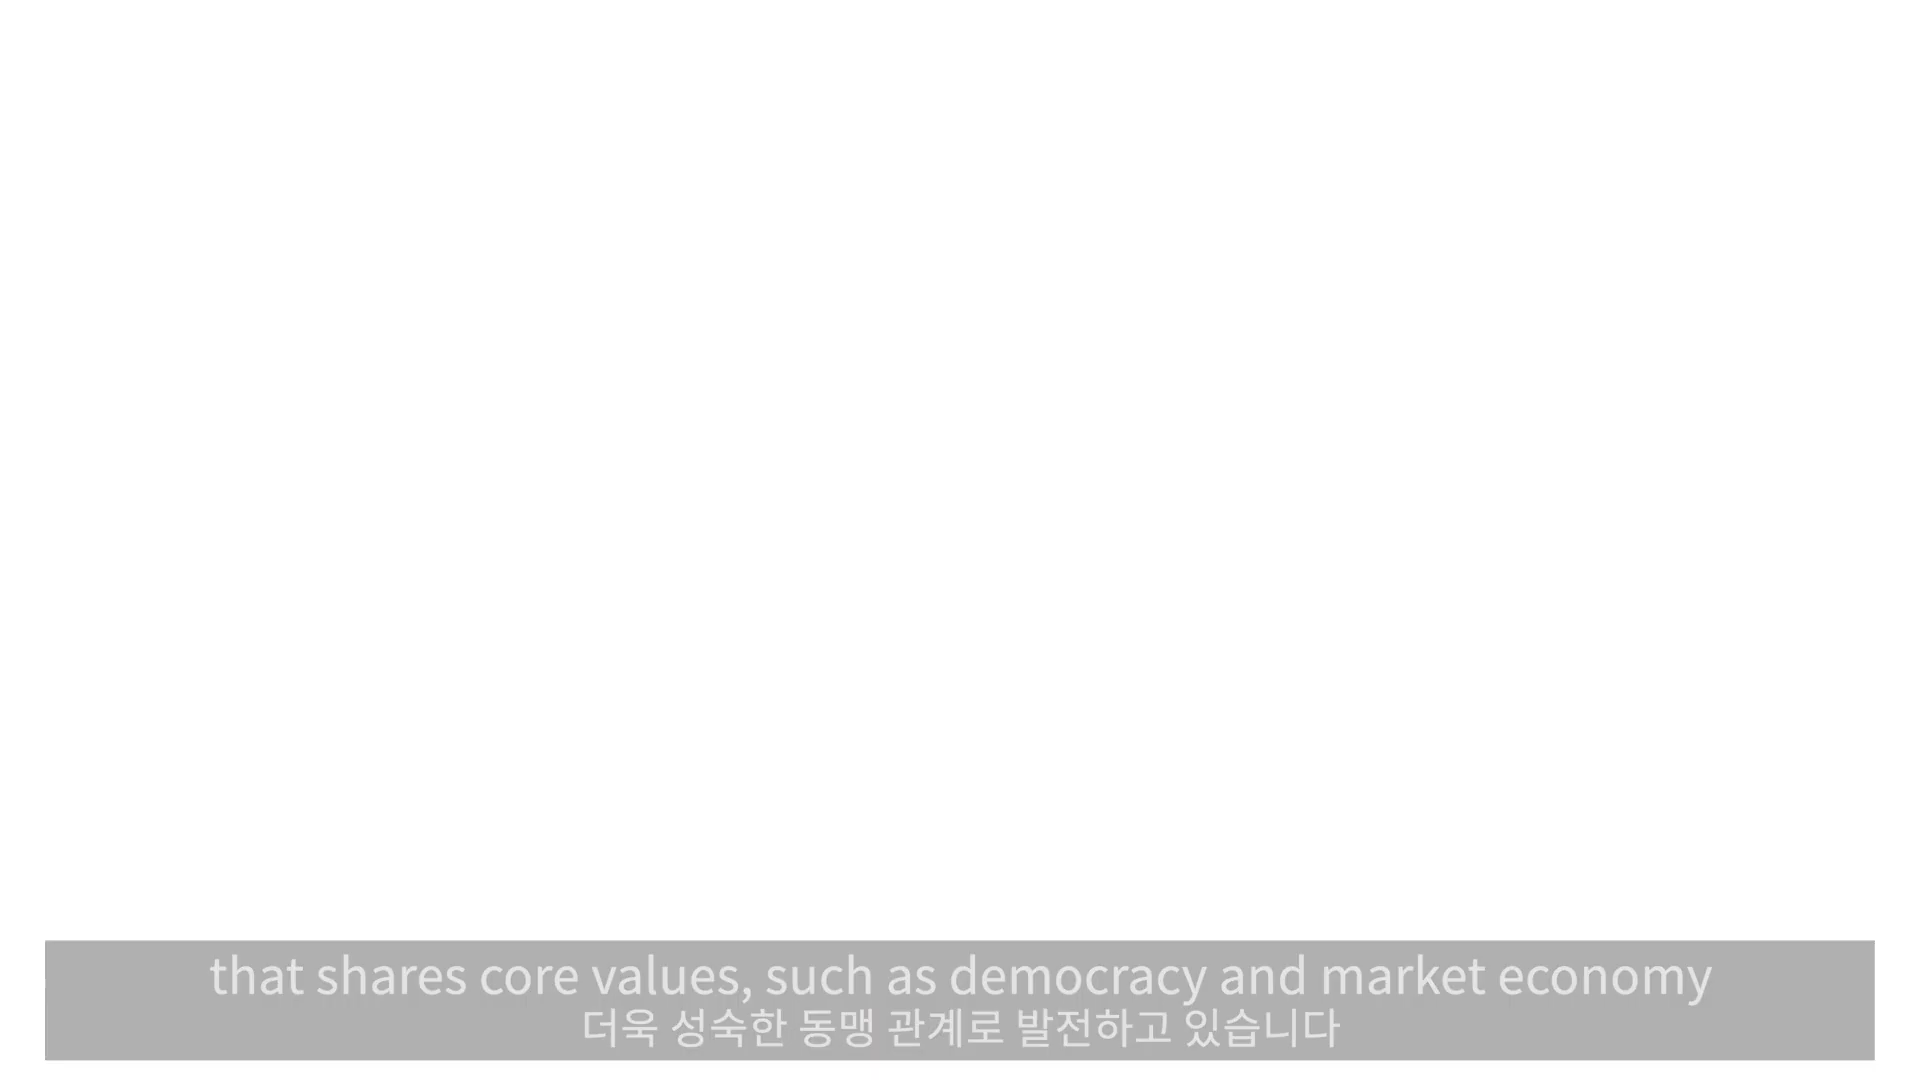 that shares core values, such as democracy and market economy
더욱 성숙한 동맹 관계로 발전하고 있습니다